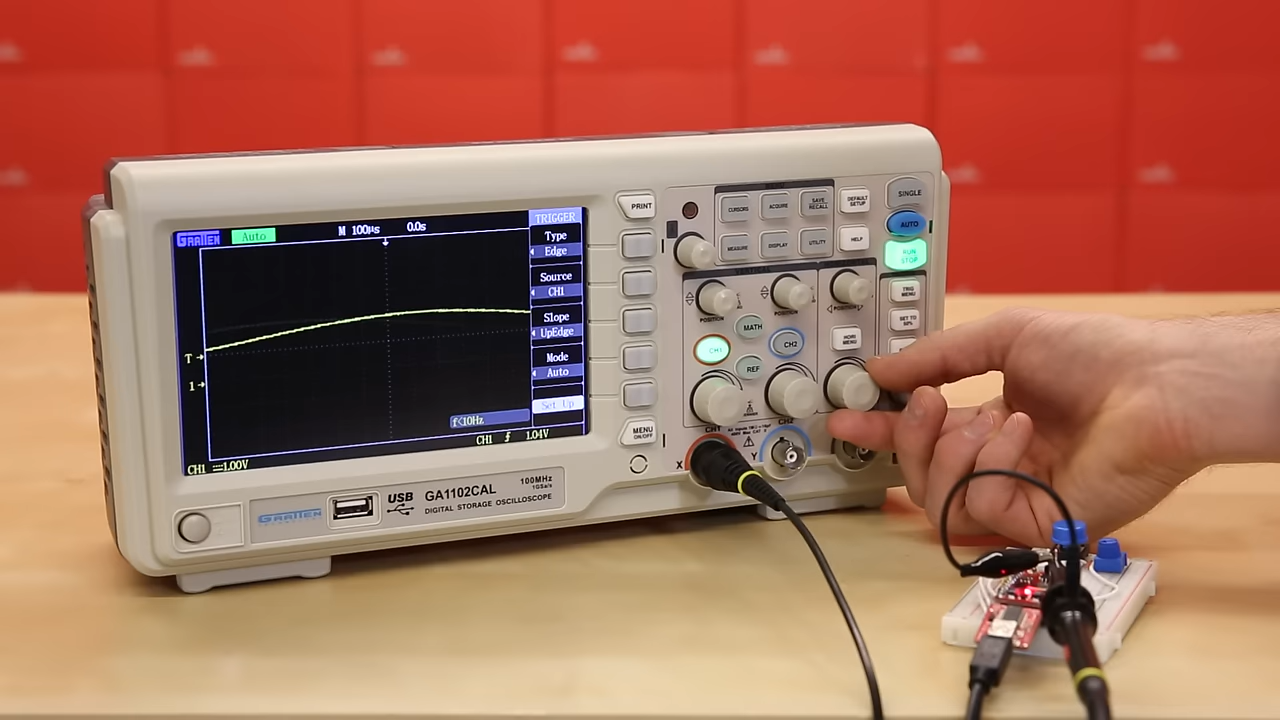 GRATTEN
Auto
M 100µs
0.0s
TRIGGER
Type
Edge
Source
CH1
Slope
UpEdge
Mode
Auto
Set Up
T
1
f<10Hz
CH1 1.04V
CH1 1.00V
PRINT
MENU
ON/OFF
CURSORS
ACQUIRE
SAVE
RECALL
DEFAULT
SETUP
SINGLE
MEASURE
DISPLAY
UTILITY
HELP
AUTO
RUN
STOP
VERTICAL
POSITION
POSITION
POSITION
TRIG
MENU
SET TO
50%
MATH
CH1
CH2
REF
HORI
MENU
CH1
CH2
X
Y
GRATTEN
USB
GA1102CAL
100MHz
1GSa/s
DIGITAL STORAGE OSCILLOSCOPE